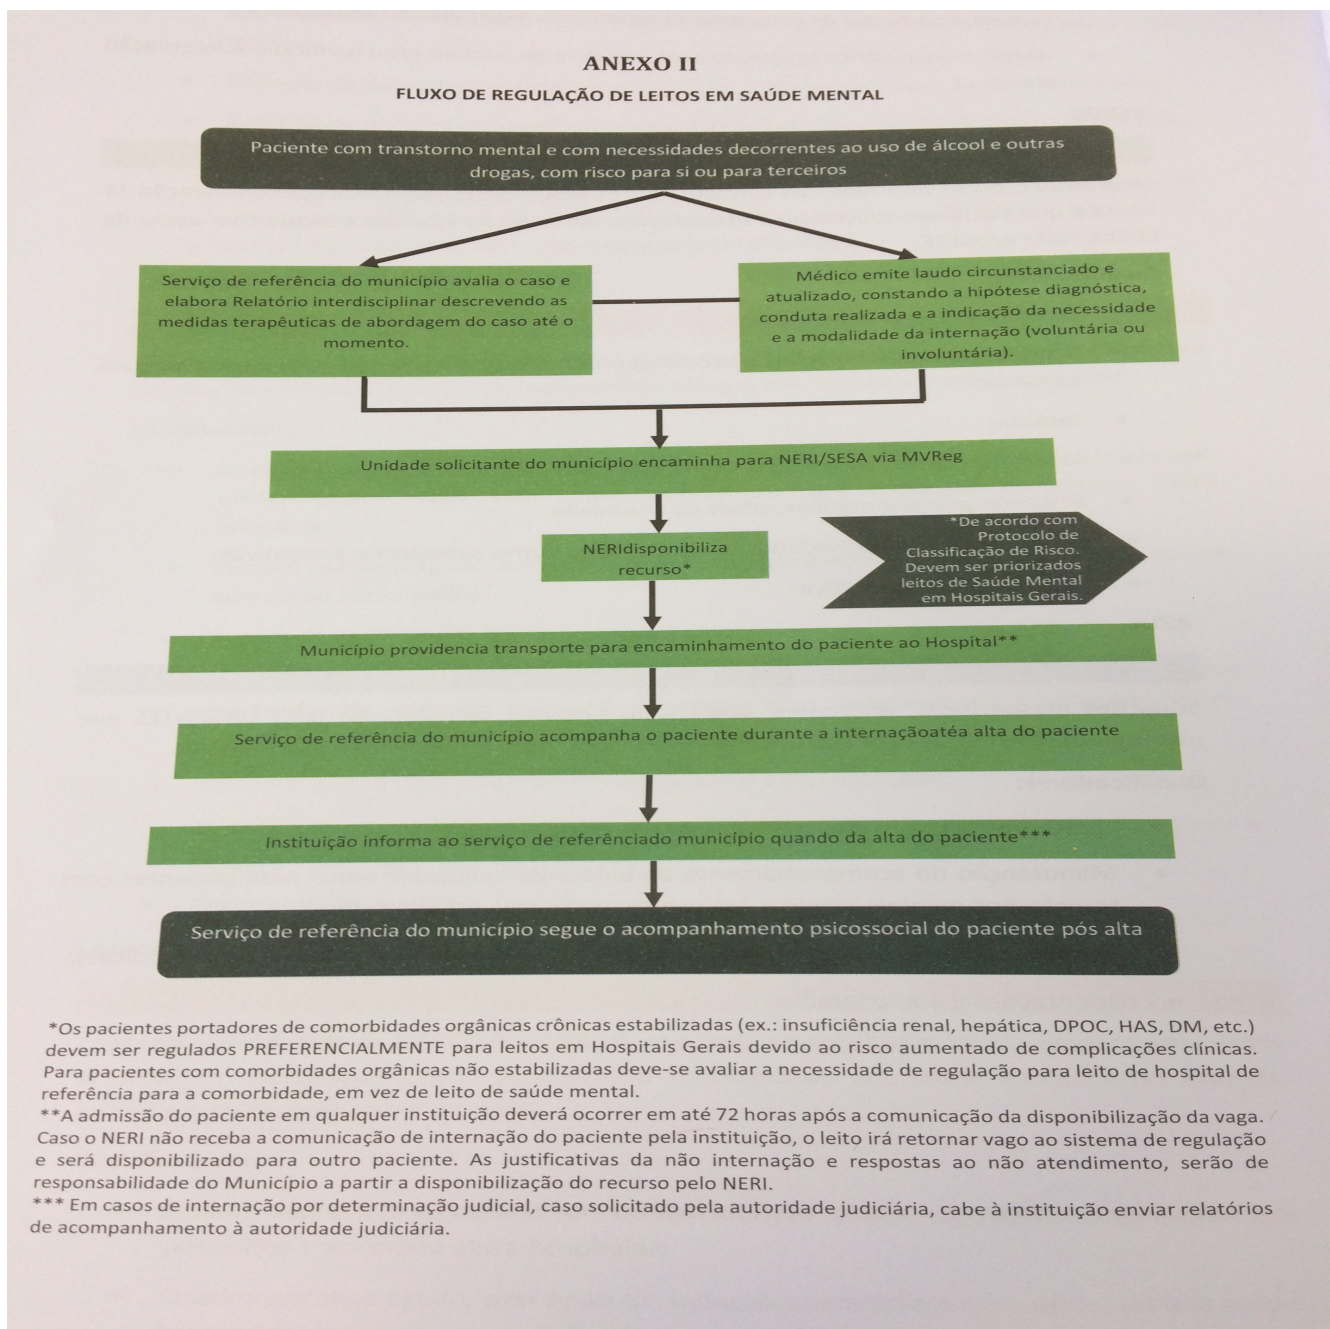 ANEXO II
FLUXO DE REGULAÇÃO DE LEITOS EM SAÚDE MENTAL
Paciente com transtorno mental e com necessidades decorrentes ao uso de álcool e outras
drogas, com risco para si ou para terceiros
Serviço de referência do município avalia o caso e
elabora Relatório interdisciplinar descrevendo as
medidas terapêuticas de abordagem do caso até o
momento.
Médico emite laudo circunstanciado e
atualizado, constando a hipótese diagnóstica,
conduta realizada e a indicação da necessidade
e a modalidade da internação (voluntária ou
involuntária).
Unidade solicitante do município encaminha para NERI/SESA via MVReg
NERIdisponibiliza
recurso*
*De acordo com
Protocolo de
Classificação de Risco.
Devem ser priorizados
leitos de Saúde Mental
em Hospitais Gerais.
Município providencia transporte para encaminhamento do paciente ao Hospital**
Serviço de referência do município acompanha o paciente durante a internaçãoatéa alta do paciente
Instituição informa ao serviço de referênciado município quando da alta do paciente***
Serviço de referência do município segue o acompanhamento psicossocial do paciente pós alta
*Os pacientes portadores de comorbidades orgânicas crônicas estabilizadas (ex.: insuficiência renal, hepática, DPOC, HAS, DM, etc.)
devem ser regulados PREFERENCIALMENTE para leitos em Hospitais Gerais devido ao risco aumentado de complicações clínicas.
Para pacientes com comorbidades orgânicas não estabilizadas deve-se avaliar a necessidade de regulação para leito de hospital de
referência para a comorbidade, em vez de leito de saúde mental.
**A admissão do paciente em qualquer instituição deverá ocorrer em até 72 horas após a comunicação da disponibilização da vaga.
Caso o NERI não receba a comunicação de internação do paciente pela instituição, o leito irá retornar vago ao sistema de regulação
e será disponibilizado para outro paciente. As justificativas da não internação e respostas ao não atendimento, serão de
responsabilidade do Município a partir a disponibilização do recurso pelo NERI.
*** Em casos de internação por determinação judicial, caso solicitado pela autoridade judiciária, cabe à instituição enviar relatórios
de acompanhamento à autoridade judiciária.